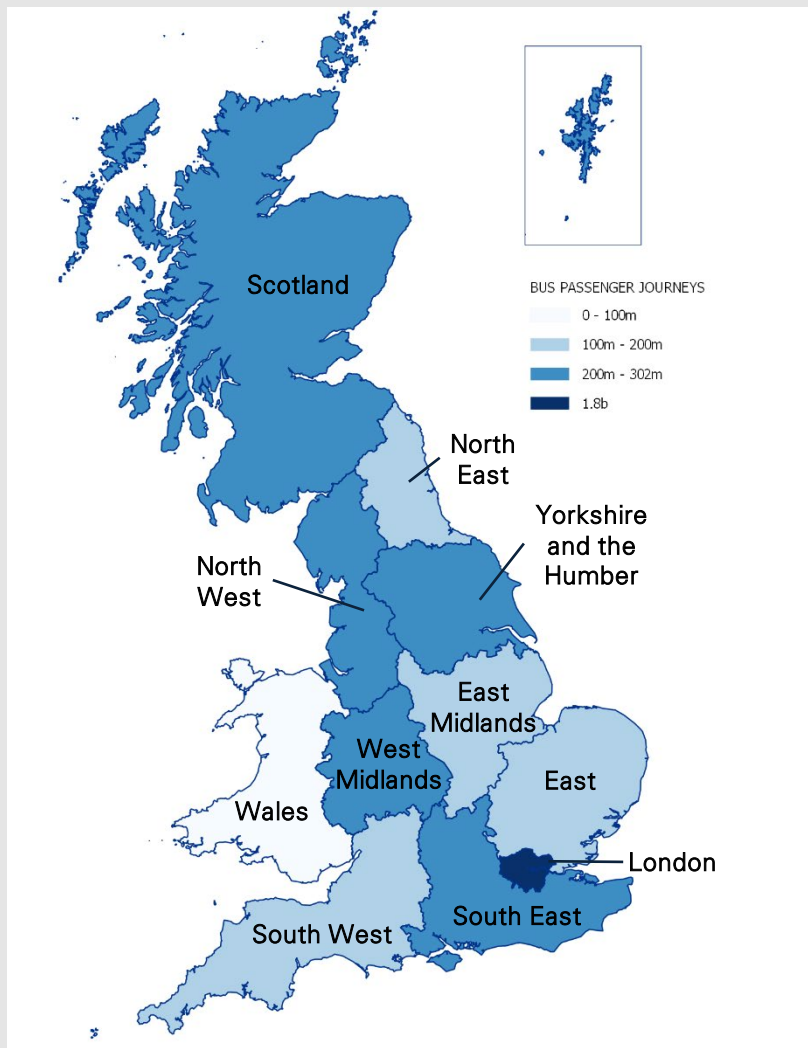 Scotland
BUS PASSENGER JOURNEYS
0 - 100m
100m - 200m
200m - 302m
1.8b
North
East
Yorkshire
and the
Humber
North
West
East
Midlands
West
Midlands
East
Wales
London
South East
South West